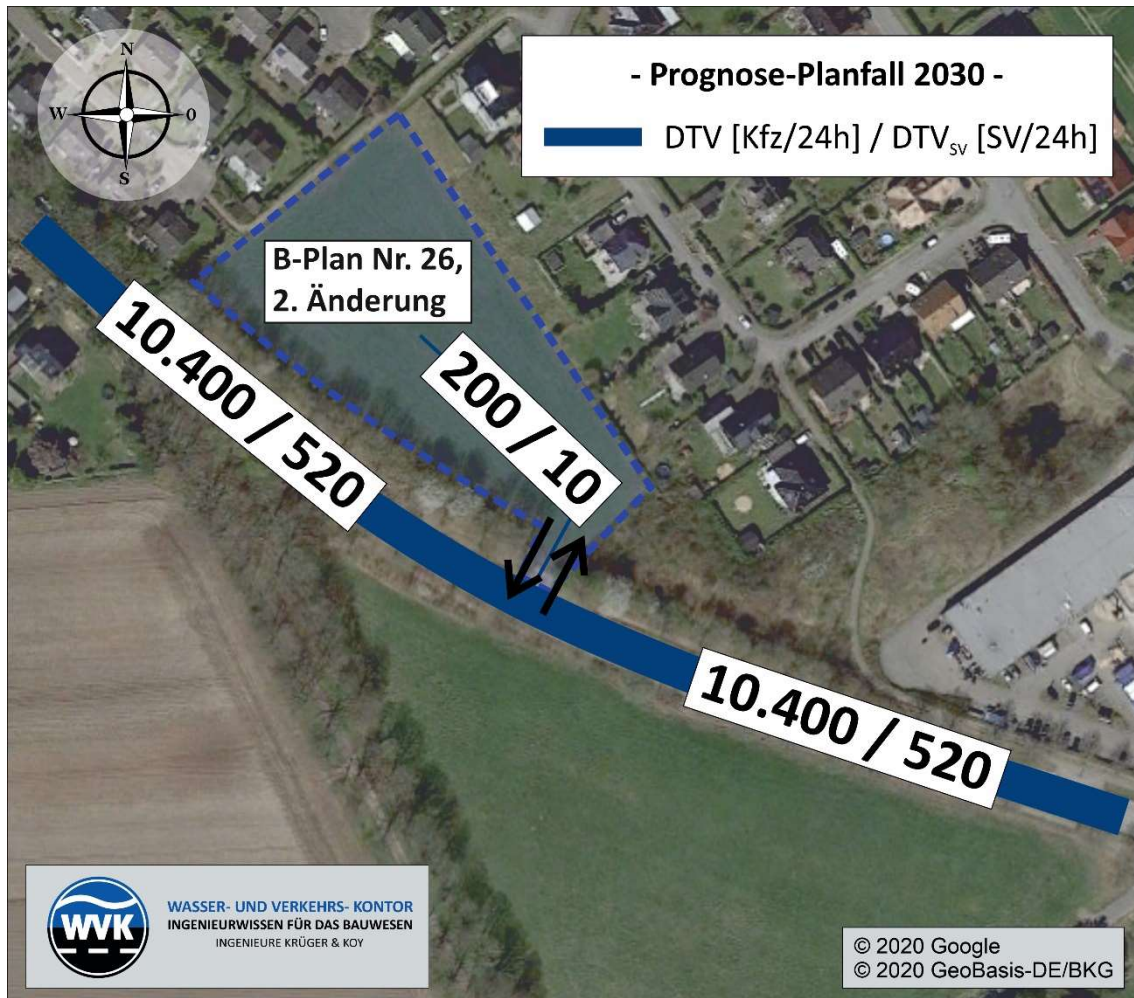 N
W
O
S
- Prognose-Planfall 2030 -
DTV [Kfz/24h] / DTVSV [SV/24h]
B-Plan Nr. 26,
2. Änderung
10.400 / 520
200 / 10
10.400 / 520
WVK
WASSER- UND VERKEHRS- KONTOR
INGENIEURWISSEN FÜR DAS BAUWESEN
INGENIEURE KRÜGER & KOY
© 2020 Google
© 2020 GeoBasis-DE/BKG